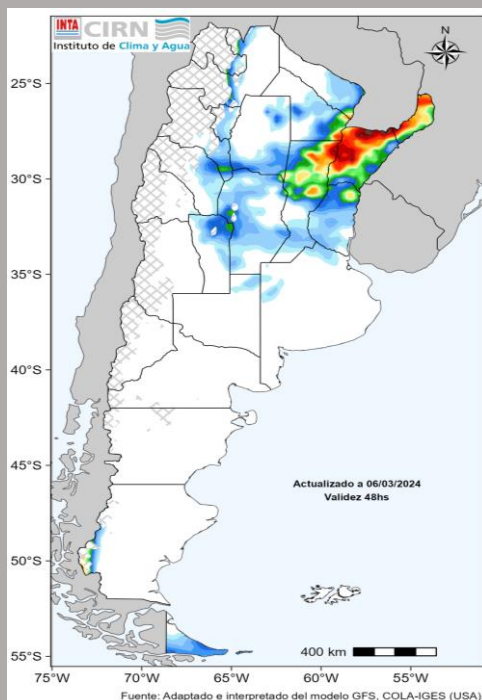 INTA CIRN
Instituto de Clima y Agua
N
25°S
30°S
35°S
40°S
45°S
50°S
55°S
Actualizado a 06/03/2024
Validez 48hs
400 km
75°W 70°W 65°W 60°W 55°W
Fuente: Adaptado e interpretado del modelo GFS, COLA-IGES (USA)